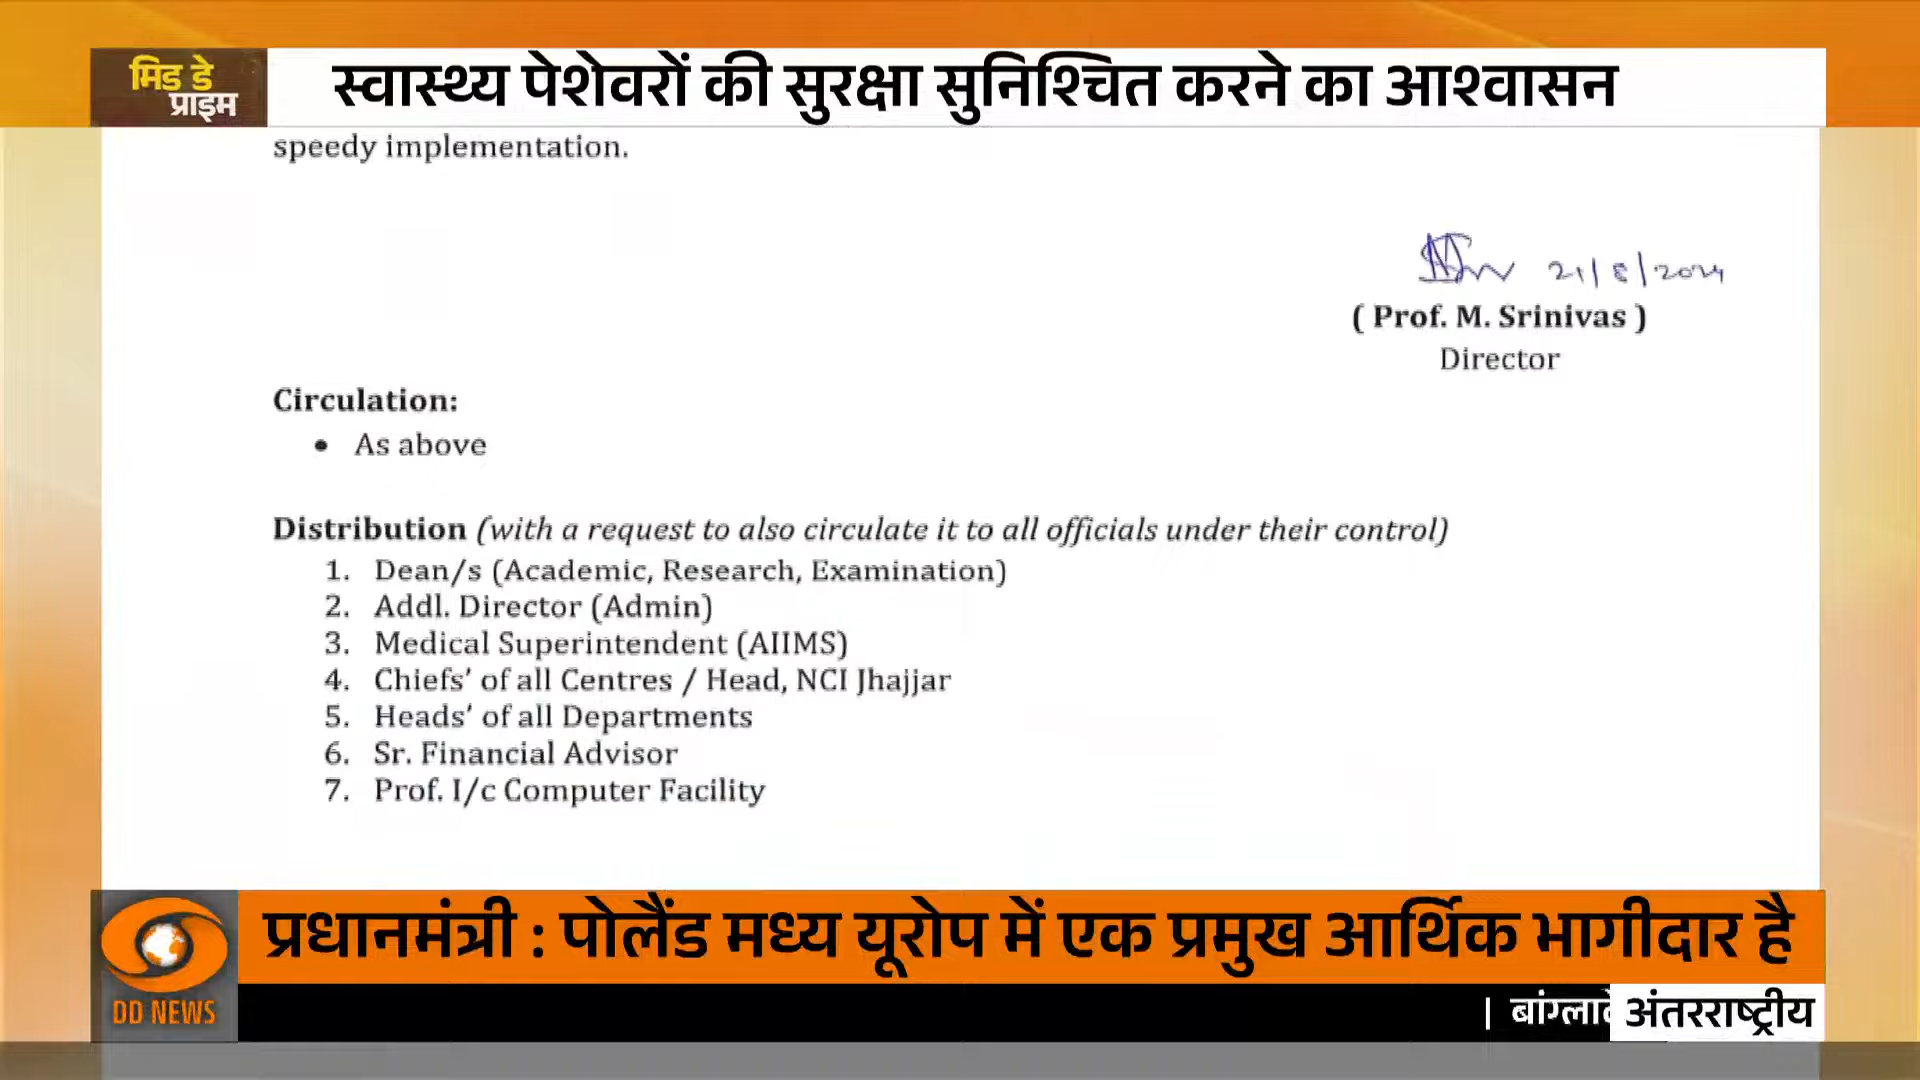 मिड डे
प्राइम
स्वास्थ्य पेशेवरों की सुरक्षा सुनिश्चित करने का आश्वासन
speedy implementation.
21/8/2024
( Prof. M. Srinivas )
Director
Circulation:
• As above
Distribution (with a request to also circulate it to all officials under their control)
1. Dean/s (Academic, Research, Examination)
2. Addl. Director (Admin)
3. Medical Superintendent (AIIMS)
4. Chiefs’ of all Centres / Head, NCI Jhajjar
5. Heads’ of all Departments
6. Sr. Financial Advisor
7. Prof. I/c Computer Facility
प्रधानमंत्री : पोलैंड मध्य यूरोप में एक प्रमुख आर्थिक भागीदार है
DD NEWS
| अंतरराष्ट्रीय